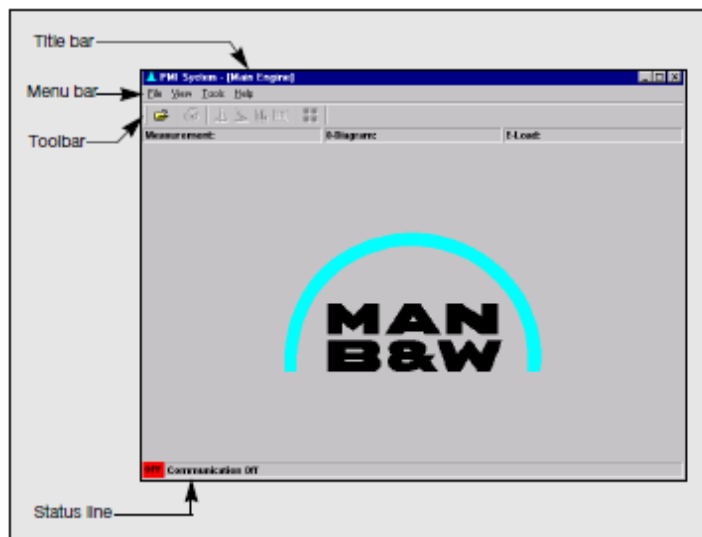 Title bar
PMI System - [Main Engine]
Menu bar
File View Tools Help
Toolbar
Measurement: 0-Diagram: E-Load:
MAN
B&W
OFF Communication Off
Status line